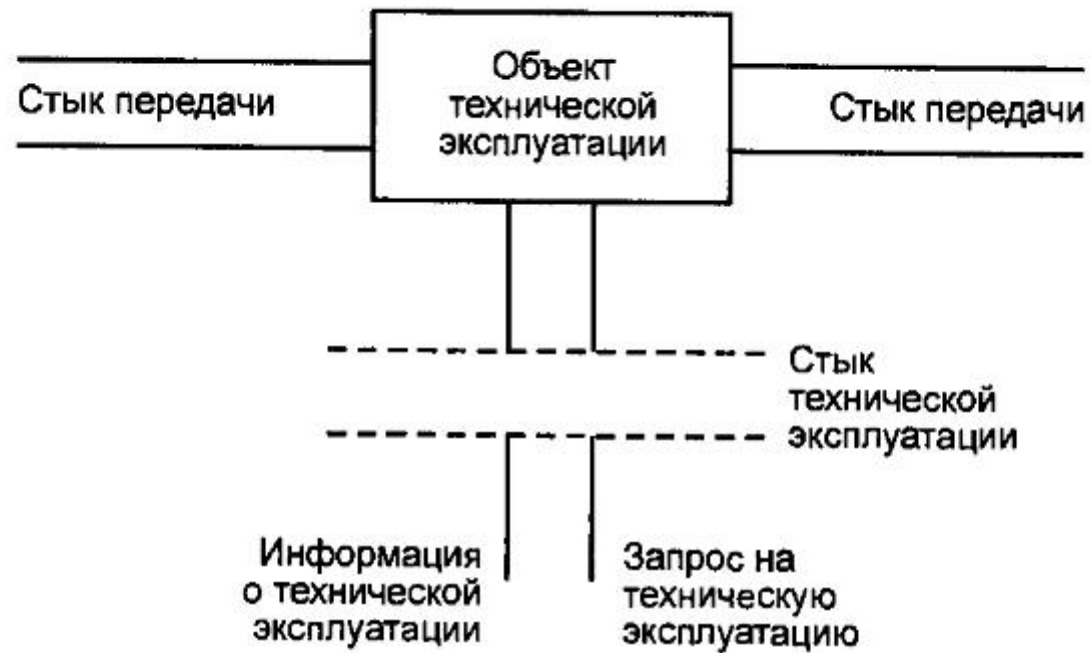 Объект
технической
эксплуатации
Стык передачи
Стык передачи
Стык
технической
эксплуатации
Информация
о технической
эксплуатации
Запрос на
техническую
эксплуатацию